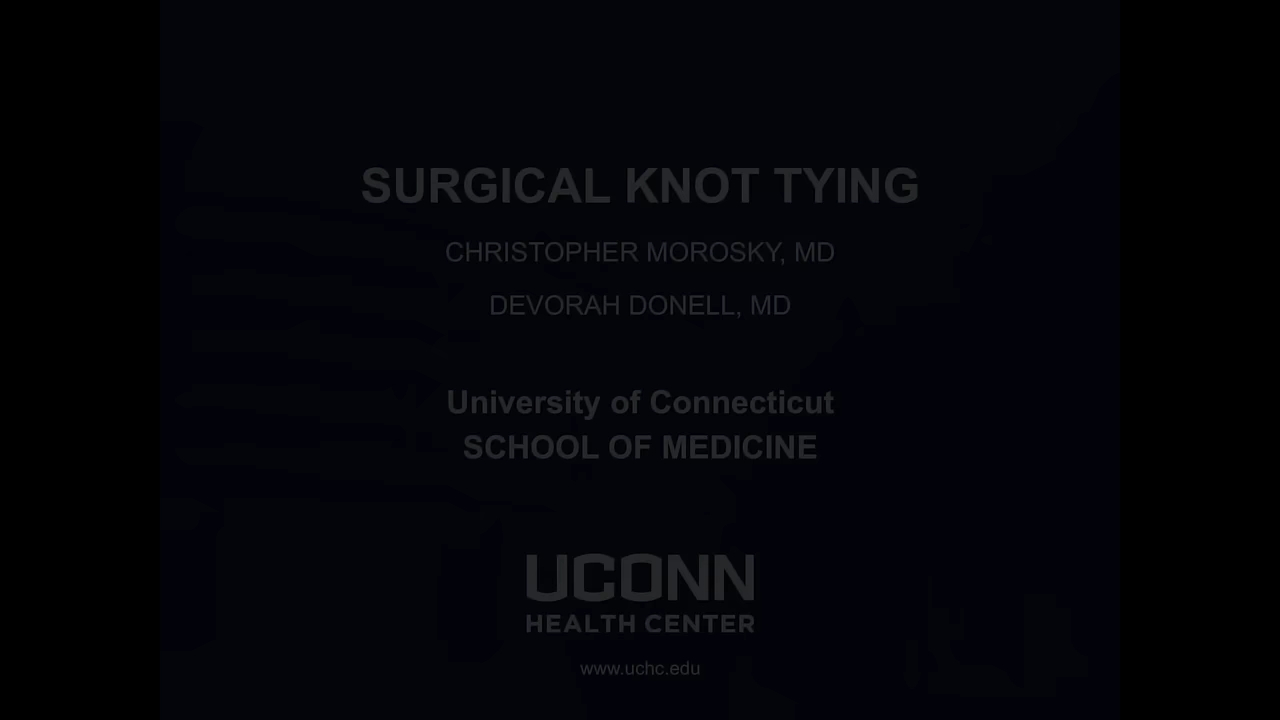 SURGICAL KNOT TYING
CHRISTOPHER MOROSKY, MD
DEVORAH DONELL, MD
University of Connecticut
SCHOOL OF MEDICINE
UCONN
HEALTH CENTER
www.uchc.edu